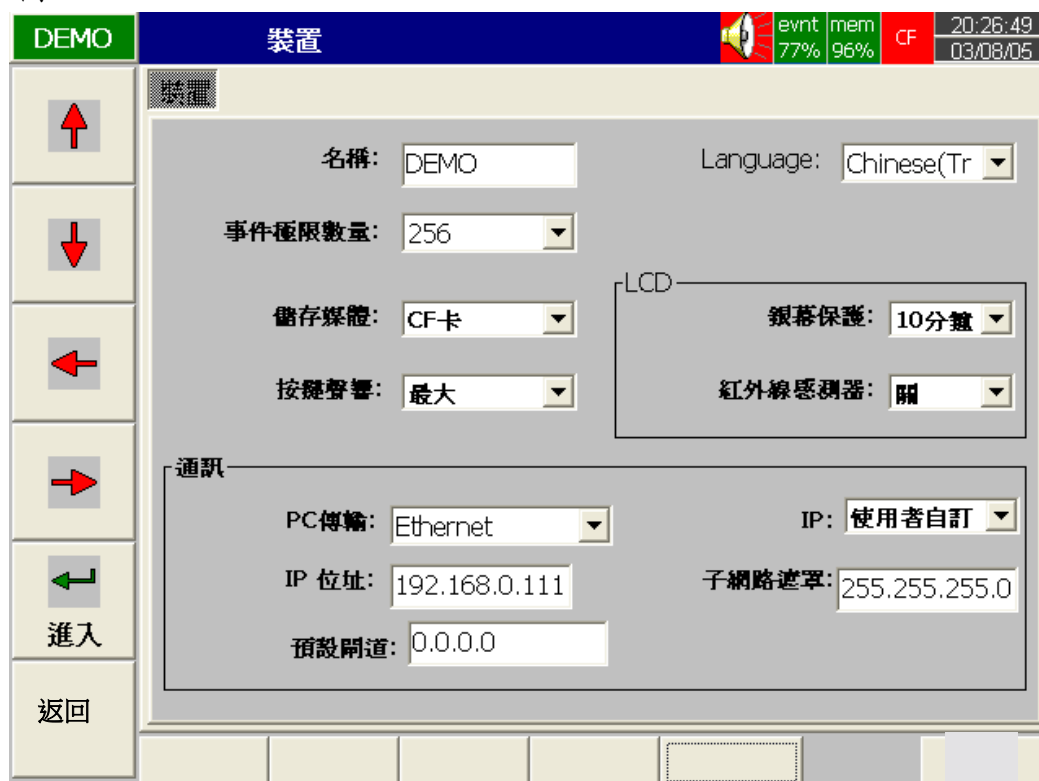 DEMO 裝置 evnt 77% mem 96% CF 20:26:49 03/08/05
裝置
名稱: DEMO Language: Chinese(Tr
事件極限數量: 256
LCD
儲存媒體: CF卡 銀幕保護: 10分鐘
按鍵聲響: 最大 紅外線感測器: 關
通訊
PC傳輸: Ethernet IP: 使用者自訂
IP 位址: 192.168.0.111 子網路遮罩: 255.255.255.0
進入
預設閘道: 0.0.0.0
返回